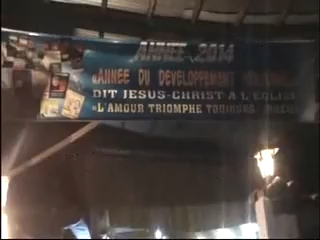 ANNEE 2014
«ANNEE DU DEVELOPPEMENT
DIT JESUS-CHRIST A L'EGLISE
«L'AMOUR TRIOMPHE TOUJOURS